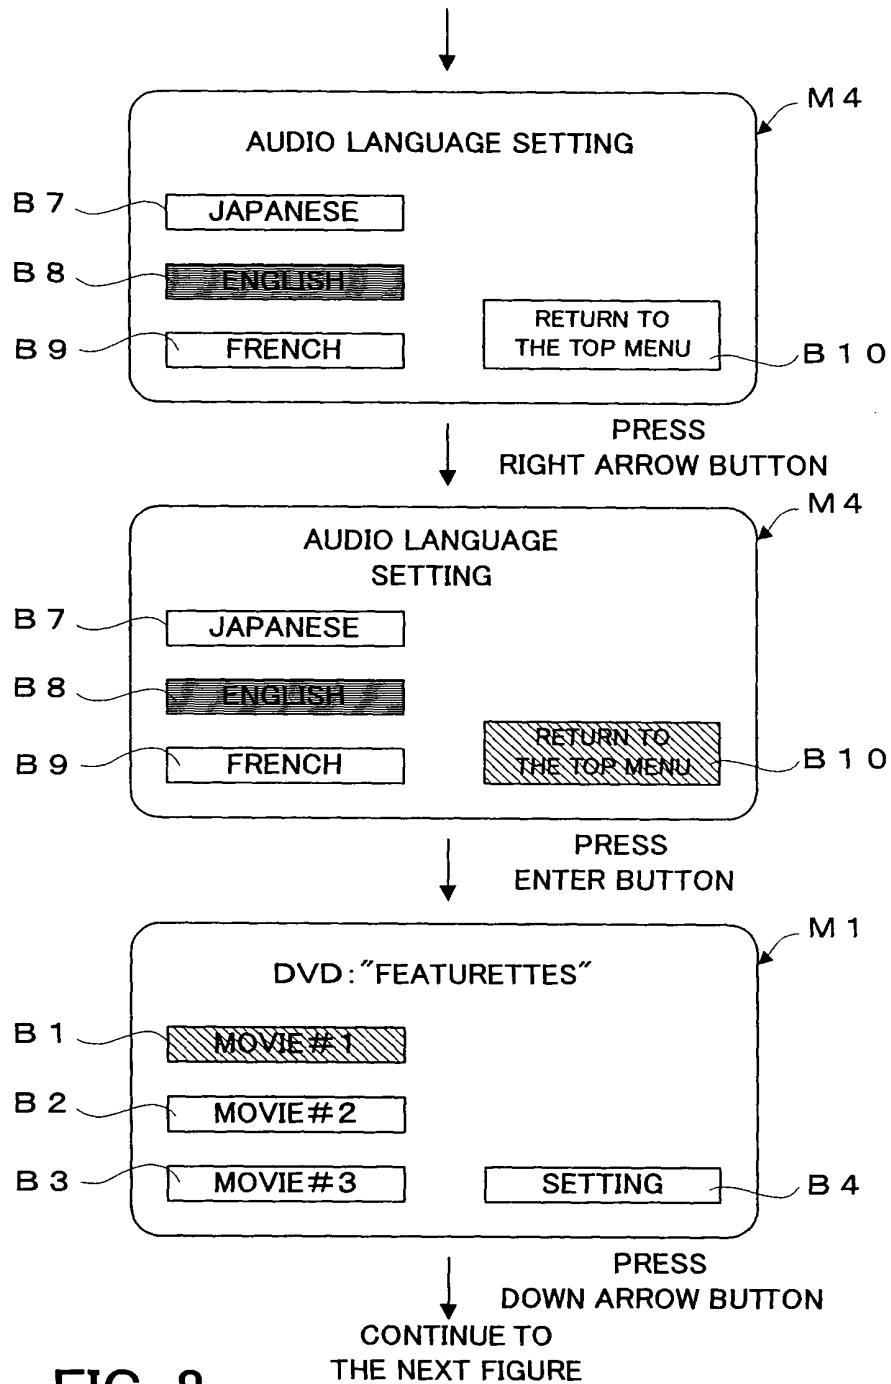 M4
AUDIO LANGUAGE SETTING
B7
JAPANESE
B8
ENGLISH
B9
FRENCH
RETURN TO
THE TOP MENU
B10
PRESS
RIGHT ARROW BUTTON
M4
AUDIO LANGUAGE
SETTING
B7
JAPANESE
B8
ENGLISH
B9
FRENCH
RETURN TO
THE TOP MENU
B10
PRESS
ENTER BUTTON
M1
DVD:"FEATURETTES"
B1
MOVIE#1
B2
MOVIE#2
B3
MOVIE#3
SETTING
B4
PRESS
DOWN ARROW BUTTON
CONTINUE TO
THE NEXT FIGURE